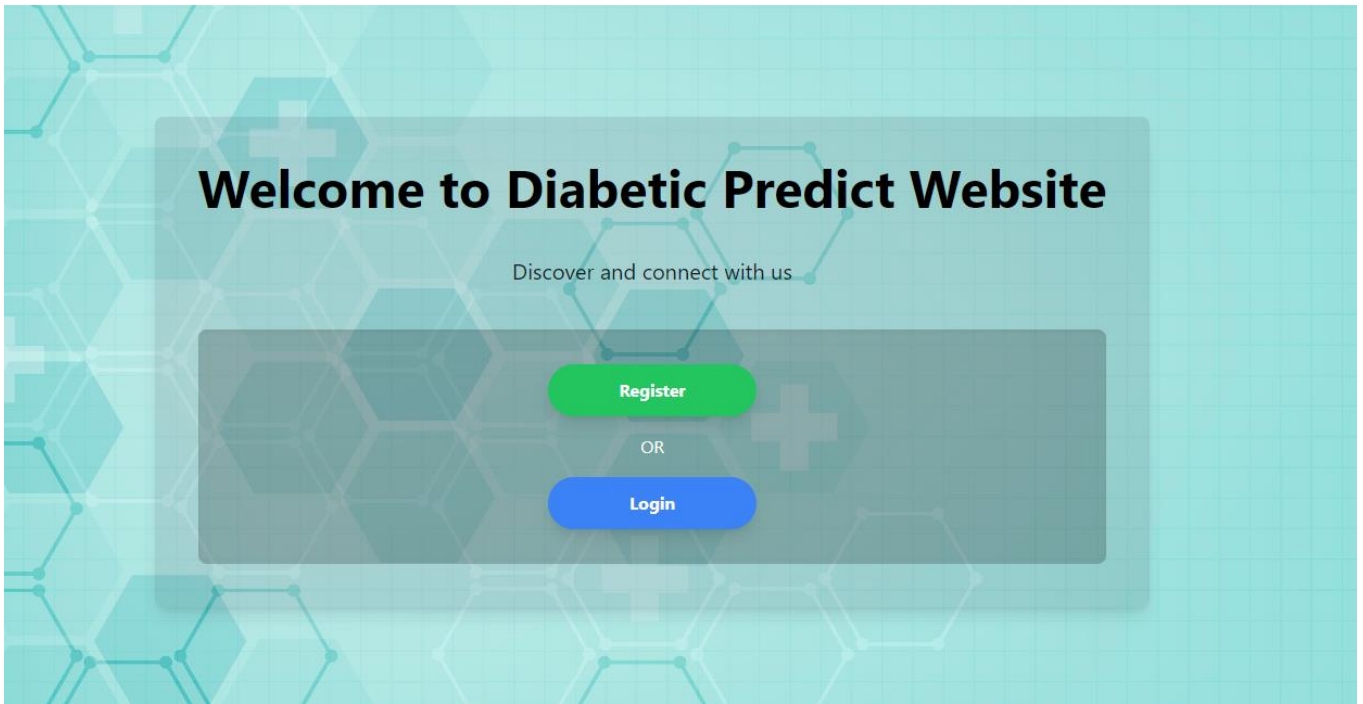 Welcome to Diabetic Predict Website
Discover and connect with us
Register
OR
Login